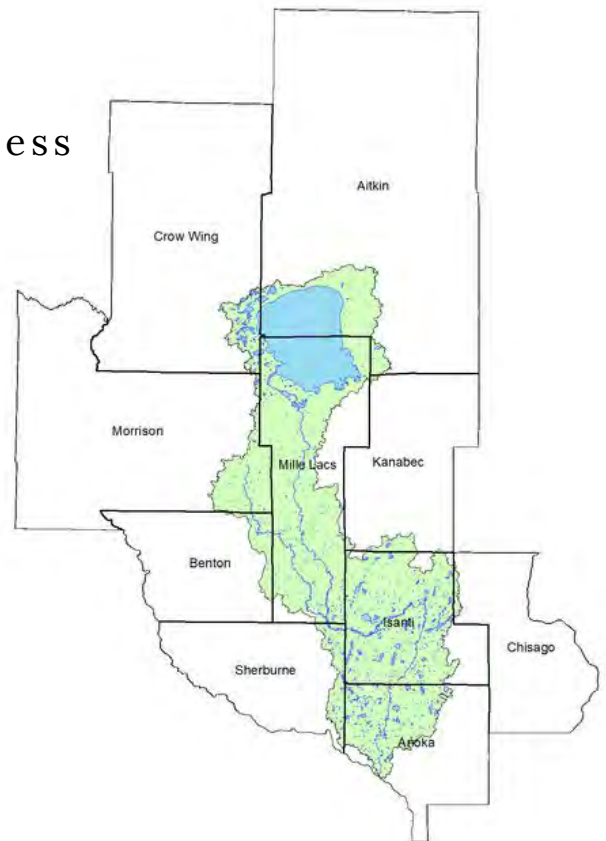 ess
Aitkin
Crow Wing
Morrison
Mille Lacs
Kanabec
Benton
Isanti
Chisago
Sherburne
Anoka